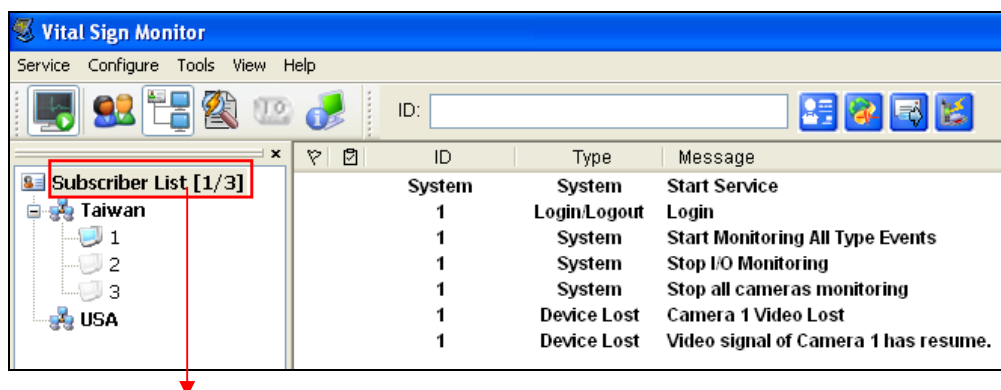 Vital Sign Monitor
Service Configure Tools View Help
ID:
ID Type Message
Subscriber List [1/3]
Taiwan
1
2
3
USA
System System Start Service
1 Login/Logout Login
1 System Start Monitoring All Type Events
1 System Stop I/O Monitoring
1 System Stop all cameras monitoring
1 Device Lost Camera 1 Video Lost
1 Device Lost Video signal of Camera 1 has resume.